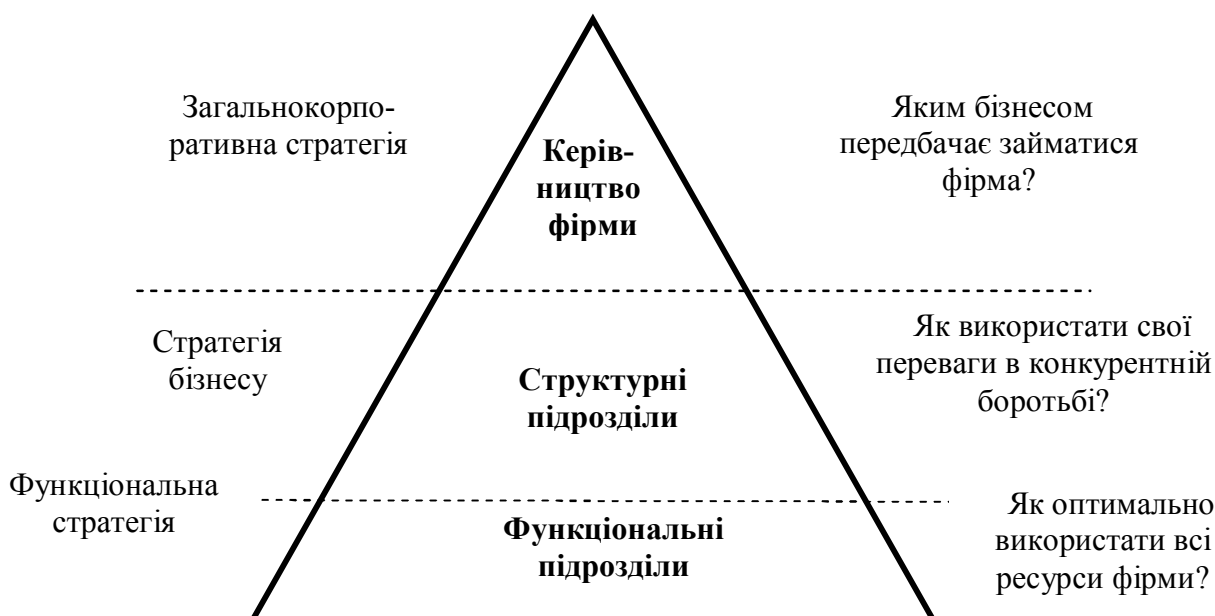 Загальнокорпо-
ративна стратегія
Керів-
ництво
фірми
Яким бізнесом
передбачає займатися
фірма?
Стратегія
бізнесу
Структурні
підрозділи
Як використати свої
переваги в конкурентній
боротьбі?
Функціональна
стратегія
Функціональні
підрозділи
Як оптимально
використати всі
ресурси фірми?